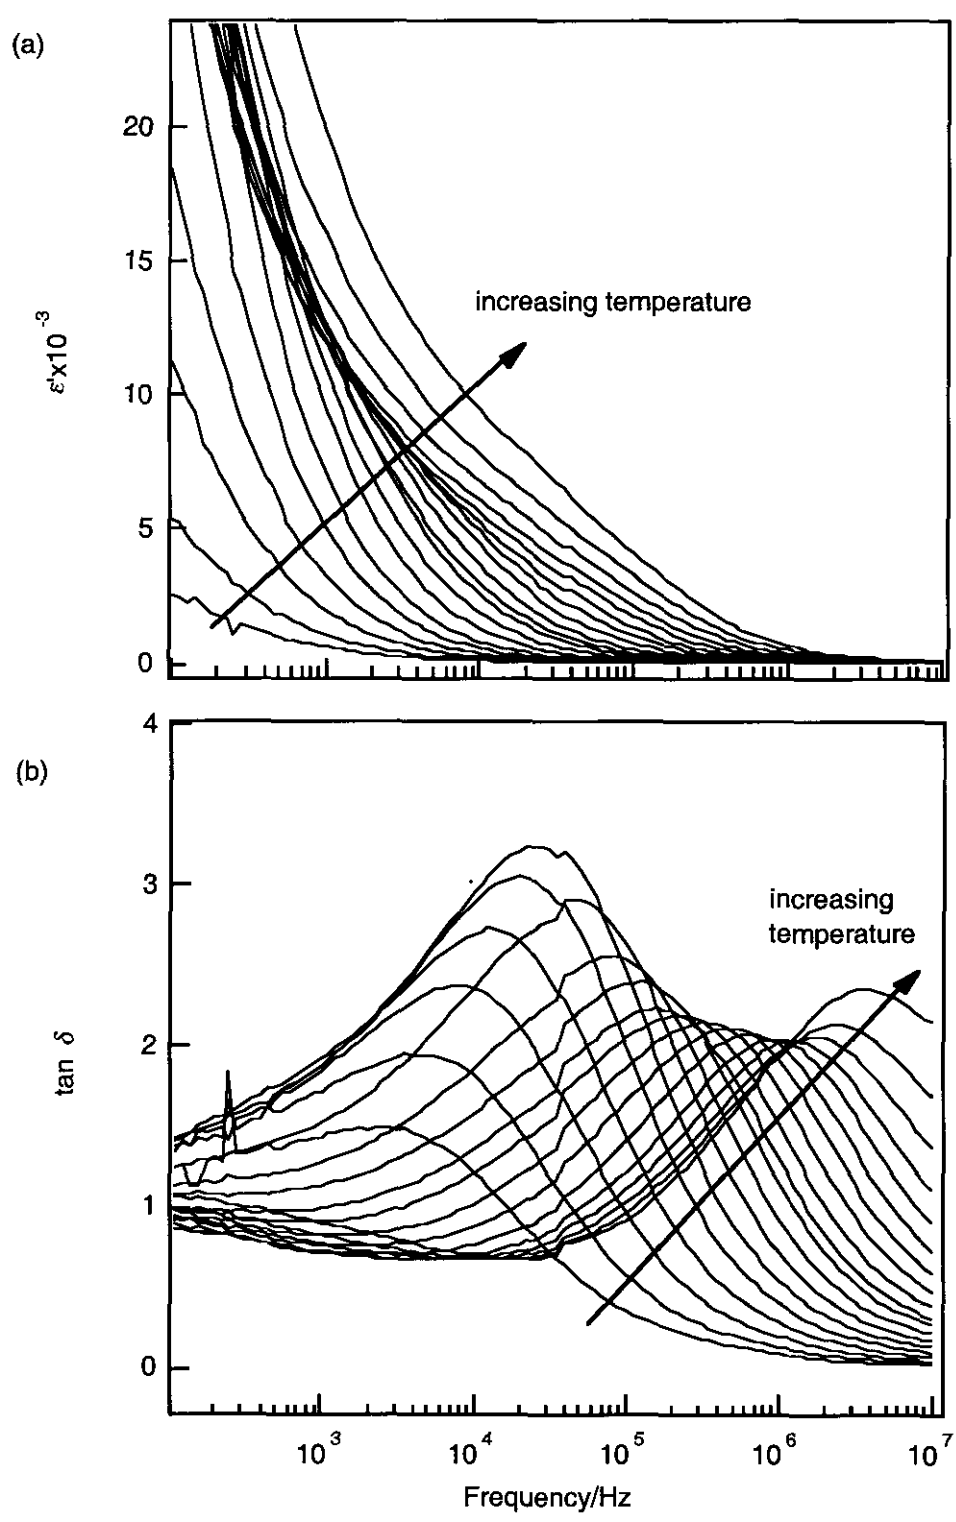 (a)
20
15
10
5
0
ε'x10⁻³
increasing temperature
(b)
4
3
2
1
0
tan δ
increasing
temperature
10³
10⁴
10⁵
10⁶
10⁷
Frequency/Hz